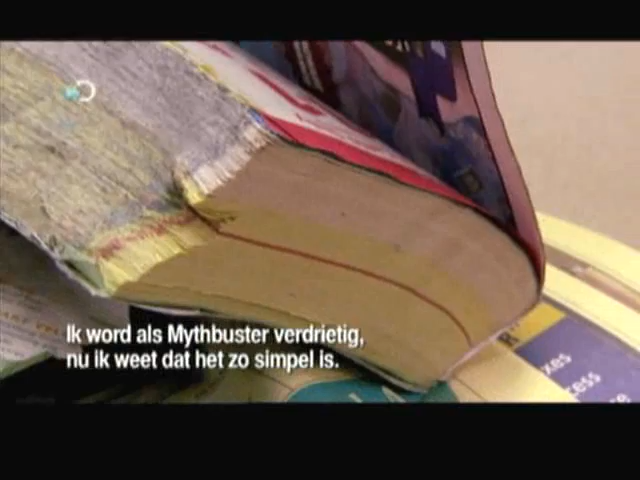 Ik word als Mythbuster verdrietig,
nu ik weet dat het zo simpel is.